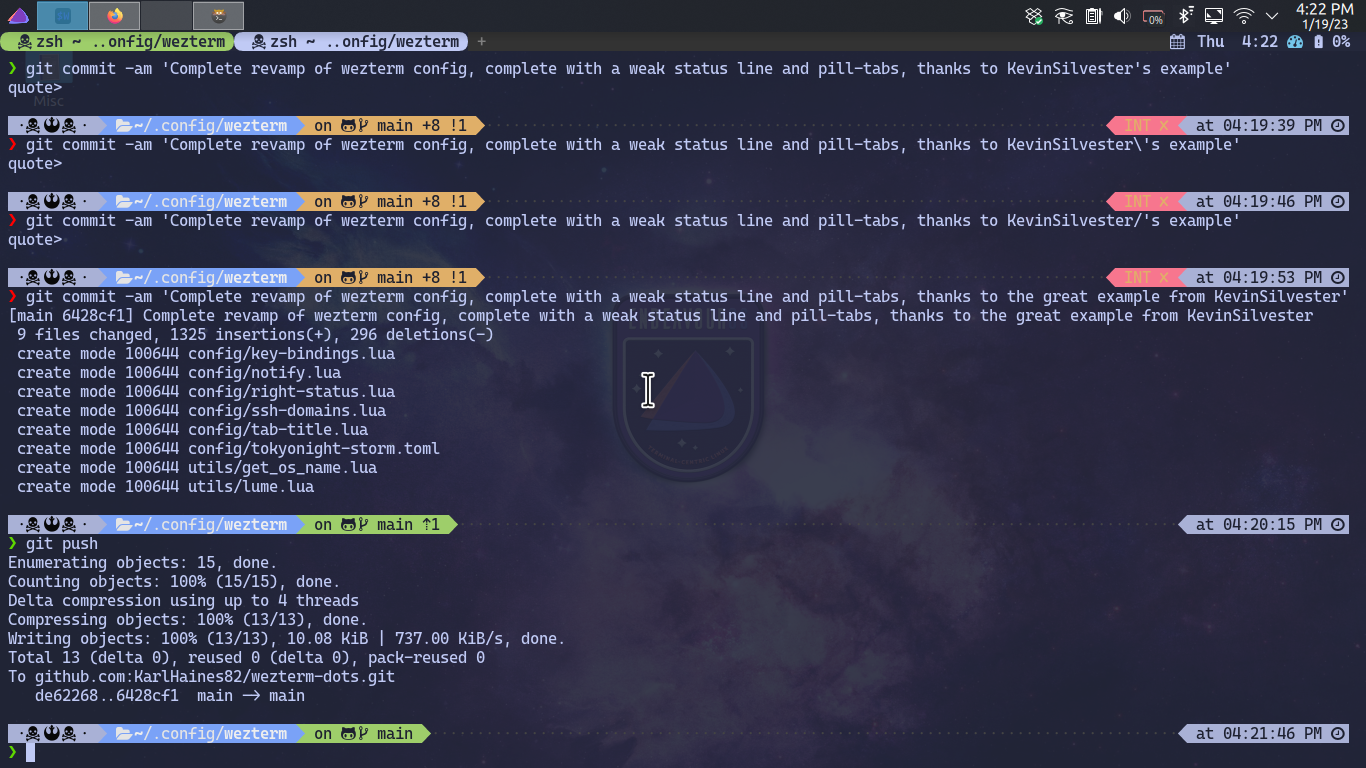 4:22 PM
0%
1/19/23
zsh ~ ..onfig/wezterm zsh ~ ..onfig/wezterm + Thu 4:22 0%
❯ git commit -am 'Complete revamp of wezterm config, complete with a weak status line and pill-tabs, thanks to KevinSilvester's example'
quote>
Misc
~/.config/wezterm on main +8 !1 INT ✘ at 04:19:39 PM
❯ git commit -am 'Complete revamp of wezterm config, complete with a weak status line and pill-tabs, thanks to KevinSilvester\'s example'
quote>
~/.config/wezterm on main +8 !1 INT ✘ at 04:19:46 PM
❯ git commit -am 'Complete revamp of wezterm config, complete with a weak status line and pill-tabs, thanks to KevinSilvester/'s example'
quote>
~/.config/wezterm on main +8 !1 INT ✘ at 04:19:53 PM
❯ git commit -am 'Complete revamp of wezterm config, complete with a weak status line and pill-tabs, thanks to the great example from KevinSilvester'
[main 6428cf1] Complete revamp of wezterm config, complete with a weak status line and pill-tabs, thanks to the great example from KevinSilvester
9 files changed, 1325 insertions(+), 296 deletions(-)
create mode 100644 config/key-bindings.lua
create mode 100644 config/notify.lua
create mode 100644 config/right-status.lua
create mode 100644 config/ssh-domains.lua
create mode 100644 config/tab-title.lua
create mode 100644 config/tokyonight-storm.toml
create mode 100644 utils/get_os_name.lua
create mode 100644 utils/lume.lua
~/.config/wezterm on main ⇡1 at 04:20:15 PM
❯ git push
Enumerating objects: 15, done.
Counting objects: 100% (15/15), done.
Delta compression using up to 4 threads
Compressing objects: 100% (13/13), done.
Writing objects: 100% (13/13), 10.08 KiB | 737.00 KiB/s, done.
Total 13 (delta 0), reused 0 (delta 0), pack-reused 0
To github.com:KarlHaines82/wezterm-dots.git
de62268..6428cf1 main -> main
~/.config/wezterm on main at 04:21:46 PM
❯